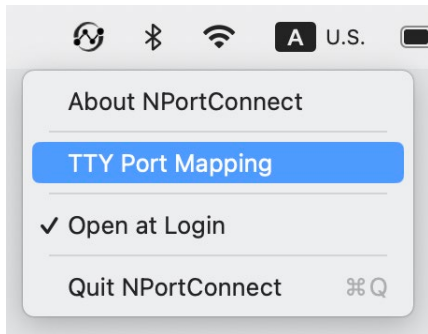 A U.S.
About NPortConnect
TTY Port Mapping
✓ Open at Login
Quit NPortConnect ⌘Q